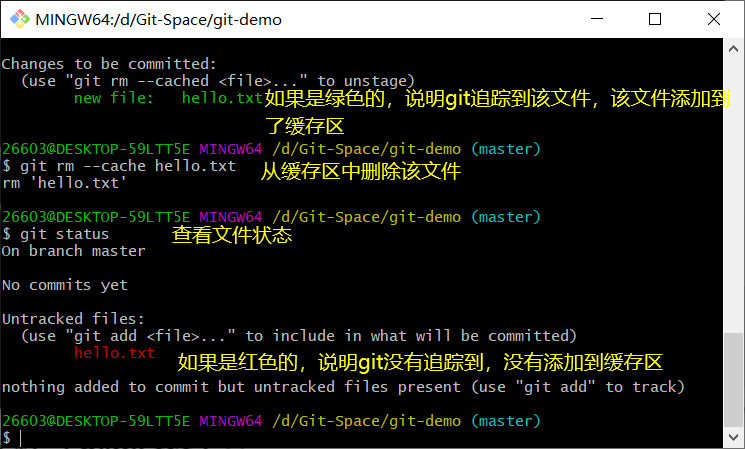 MINGW64:/d/Git-Space/git-demo
Changes to be committed:
(use "git rm --cached <file>..." to unstage)
new file:   hello.txt如果是绿色的，说明git追踪到该文件，该文件添加到
了缓存区
26603@DESKTOP-59LTT5E MINGW64 /d/Git-Space/git-demo (master)
$ git rm --cache hello.txt
从缓存区中删除该文件
rm 'hello.txt'
26603@DESKTOP-59LTT5E MINGW64 /d/Git-Space/git-demo (master)
$ git status 查看文件状态
On branch master
No commits yet
Untracked files:
(use "git add <file>..." to include in what will be committed)
hello.txt 如果是红色的，说明git没有追踪到，没有添加到缓存区
nothing added to commit but untracked files present (use "git add" to track)
26603@DESKTOP-59LTT5E MINGW64 /d/Git-Space/git-demo (master)
$